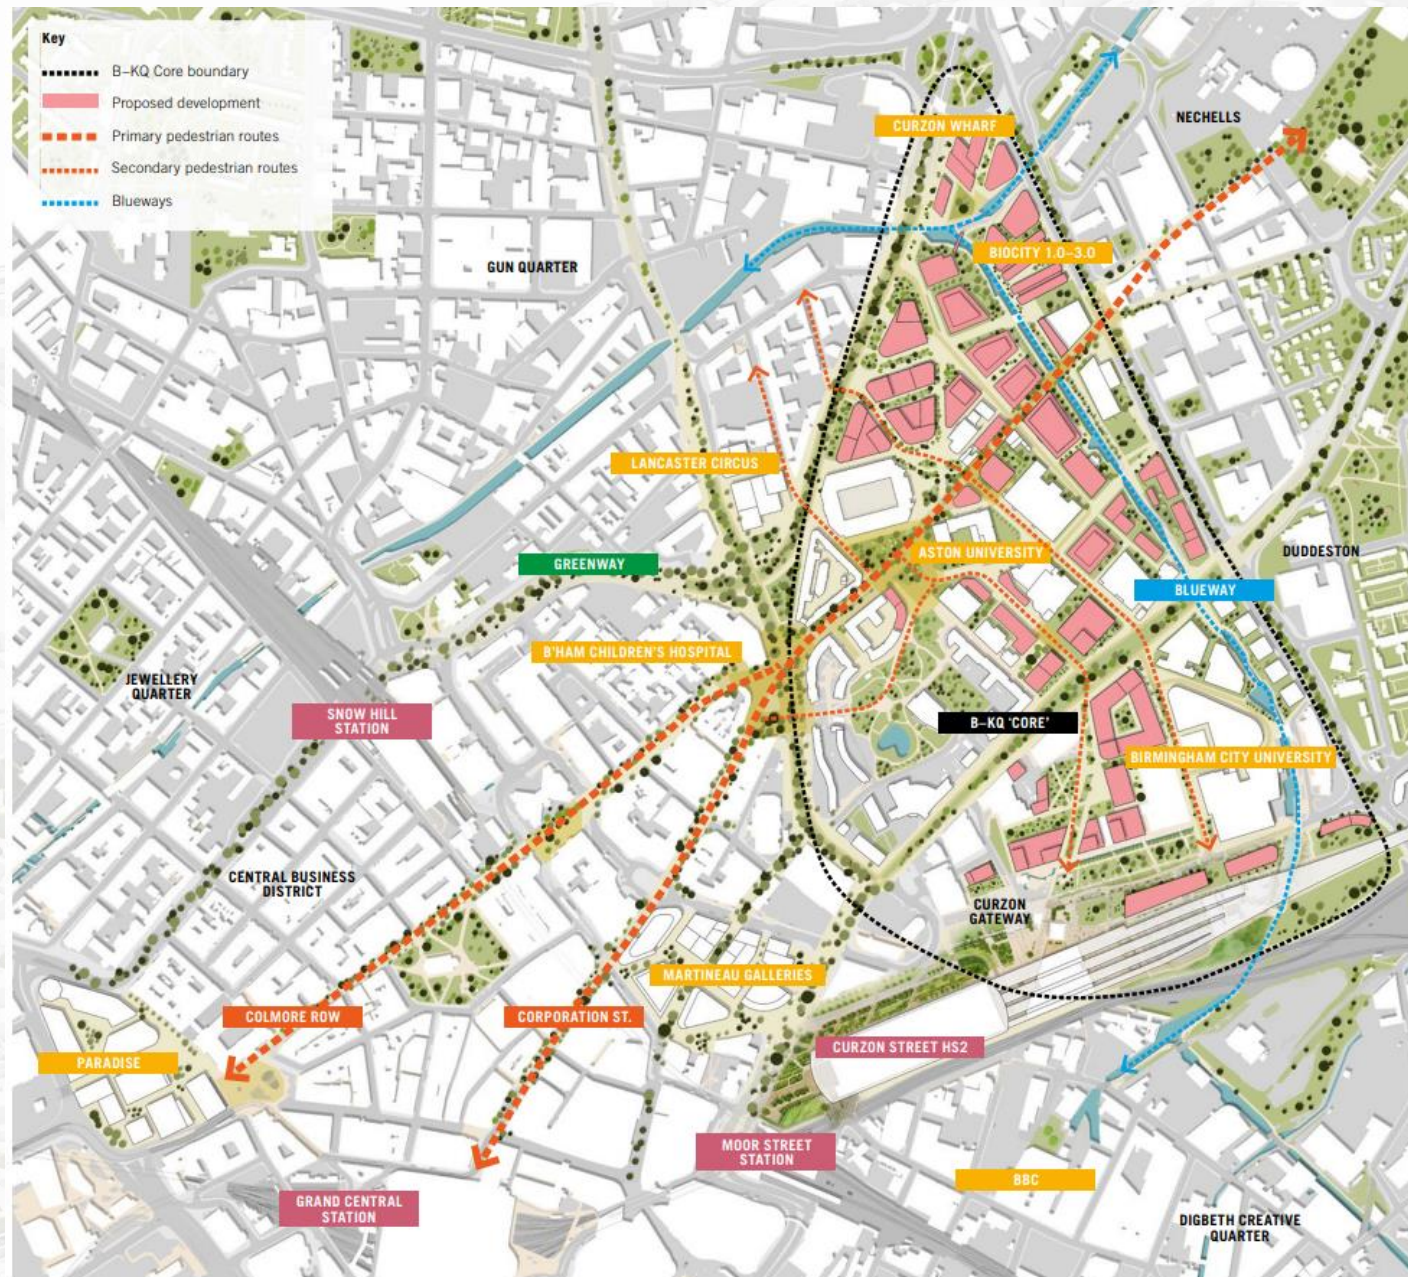 Key
B–KQ Core boundary
Proposed development
Primary pedestrian routes
Secondary pedestrian routes
Blueways
NECHELLS
CURZON WHARF
BIOCITY 1.0–3.0
GUN QUARTER
LANCASTER CIRCUS
ASTON UNIVERSITY
DUDDESTON
GREENWAY
BLUEWAY
B'HAM CHILDREN'S HOSPITAL
JEWELLERY
QUARTER
SNOW HILL
STATION
B–KQ 'CORE'
BIRMINGHAM CITY UNIVERSITY
CENTRAL BUSINESS
DISTRICT
CURZON
GATEWAY
MARTINEAU GALLERIES
COLMORE ROW
CORPORATION ST.
CURZON STREET HS2
PARADISE
MOOR STREET
STATION
BBC
GRAND CENTRAL
STATION
DIGBETH CREATIVE
QUARTER